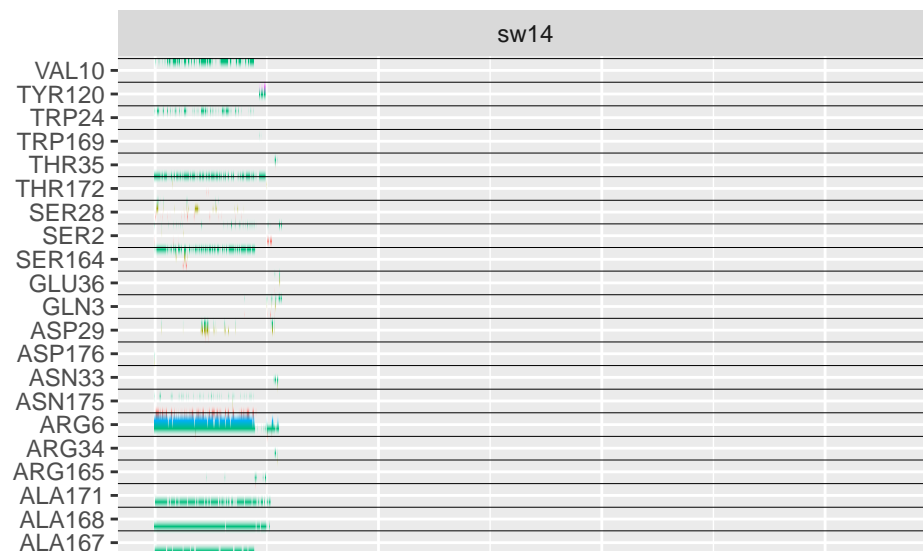 sw14
VAL10
TYR120
TRP24
TRP169
THR35
THR172
SER28
SER2
SER164
GLU36
GLN3
ASP29
ASP176
ASN33
ASN175
ARG6
ARG34
ARG165
ALA171
ALA168
ALA167